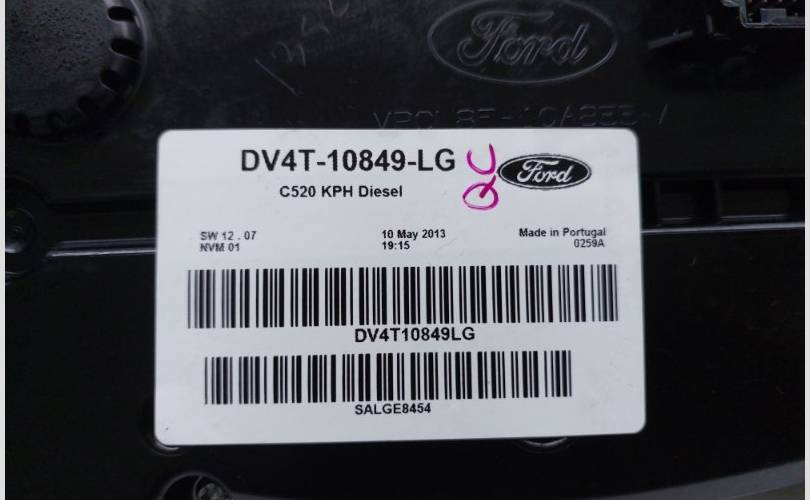 Ford
DV4T-10849-LG
QC
Ford
C520 KPH Diesel
SW 12 . 07
NVM 01
10 May 2013
19:15
Made in Portugal
0259A
DV4T10849LG
SALGE8454